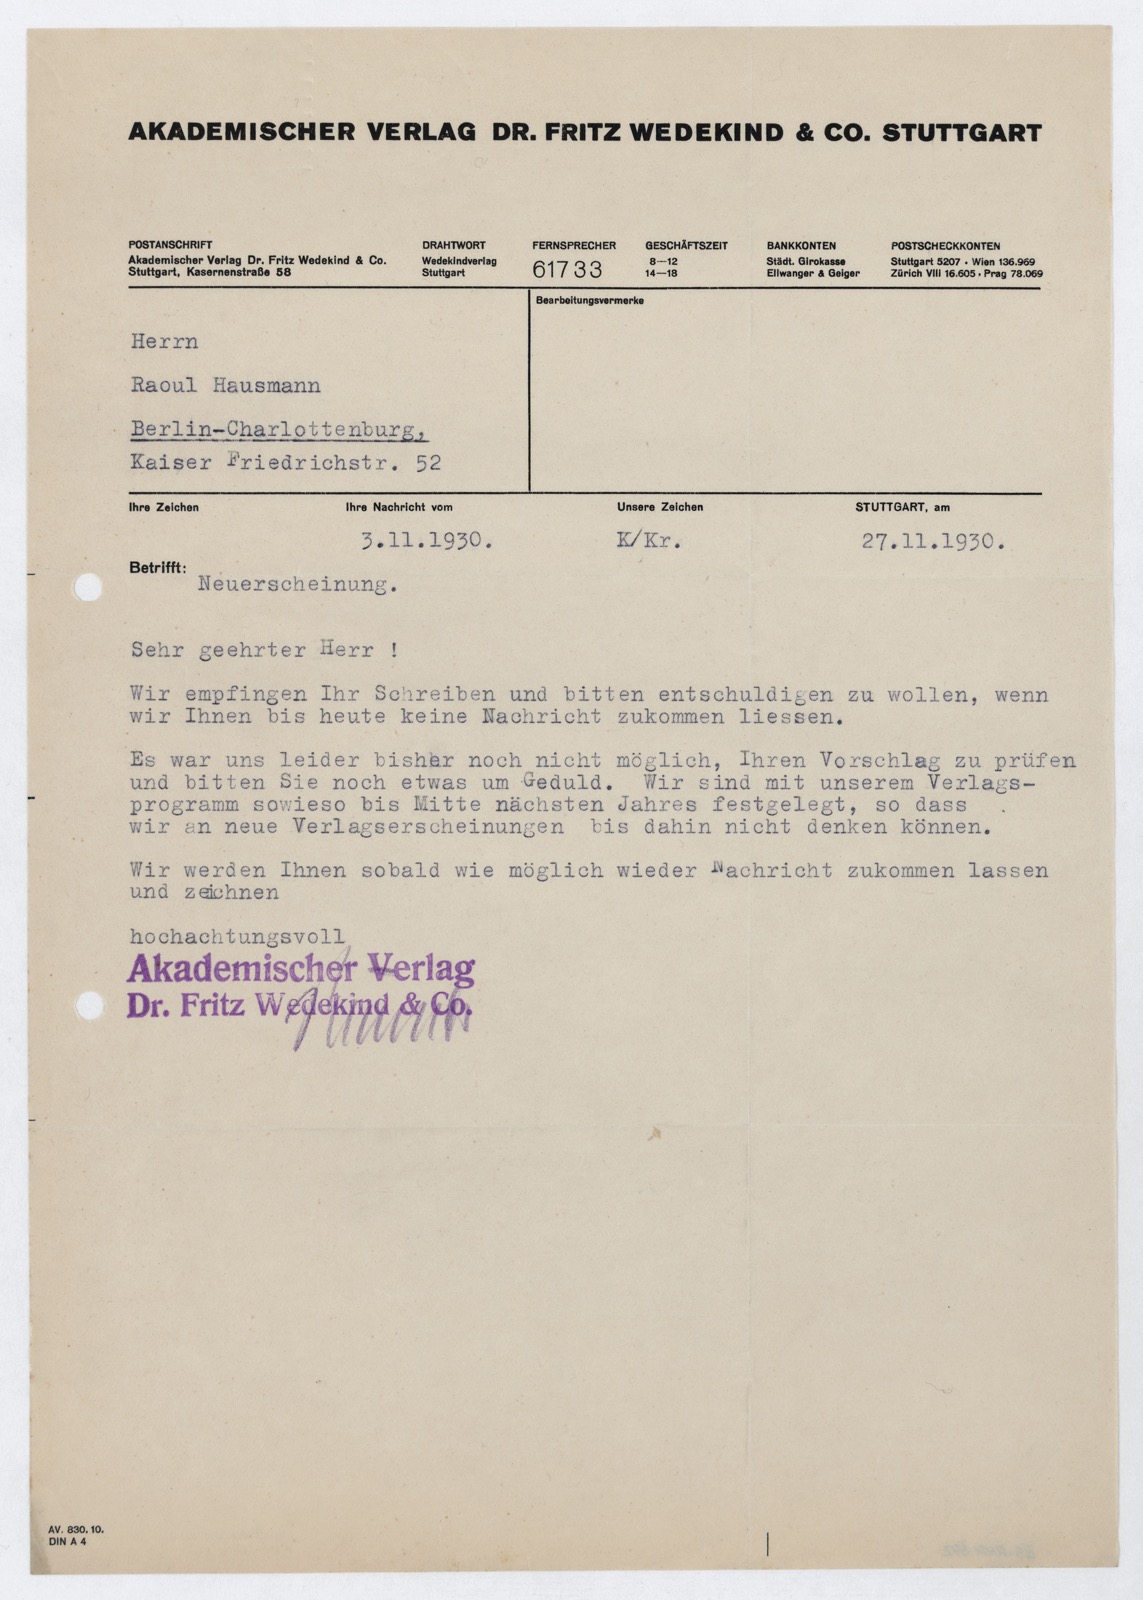 AKADEMISCHER VERLAG DR. FRITZ WEDEKIND & CO. STUTTGART
POSTANSCHRIFT
Akademischer Verlag Dr. Fritz Wedekind & Co.
Stuttgart, Kasernenstraße 58
DRAHTWORT
Wedekindverlag
Stuttgart
FERNSPRECHER
61733
GESCHÄFTSZEIT
8—12
14—18
BANKKONTEN
Städt. Girokasse
Ellwanger & Geiger
POSTSCHECKKONTEN
Stuttgart 5207 · Wien 136.969
Zürich VIII 16.605 · Prag 78.069
Bearbeitungsvermerke
Herrn
Raoul Hausmann
Berlin-Charlottenburg,
Kaiser Friedrichstr. 52
Ihre Zeichen
Ihre Nachricht vom
3.11.1930.
Unsere Zeichen
K/Kr.
STUTTGART, am
27.11.1930.
Betrifft:
Neuerscheinung.
Sehr geehrter Herr !
Wir empfingen Ihr Schreiben und bitten entschuldigen zu wollen, wenn
wir Ihnen bis heute keine Nachricht zukommen liessen.
Es war uns leider bisher noch nicht möglich, Ihren Vorschlag zu prüfen
und bitten Sie noch etwas um Geduld. Wir sind mit unserem Verlags-
programm sowieso bis Mitte nächsten Jahres festgelegt, so dass
wir an neue Verlagserscheinungen bis dahin nicht denken können.
Wir werden Ihnen sobald wie möglich wieder Nachricht zukommen lassen
und zeichnen
hochachtungsvoll
Akademischer Verlag
Dr. Fritz Wedekind & Co.
AV. 830. 10.
DIN A 4